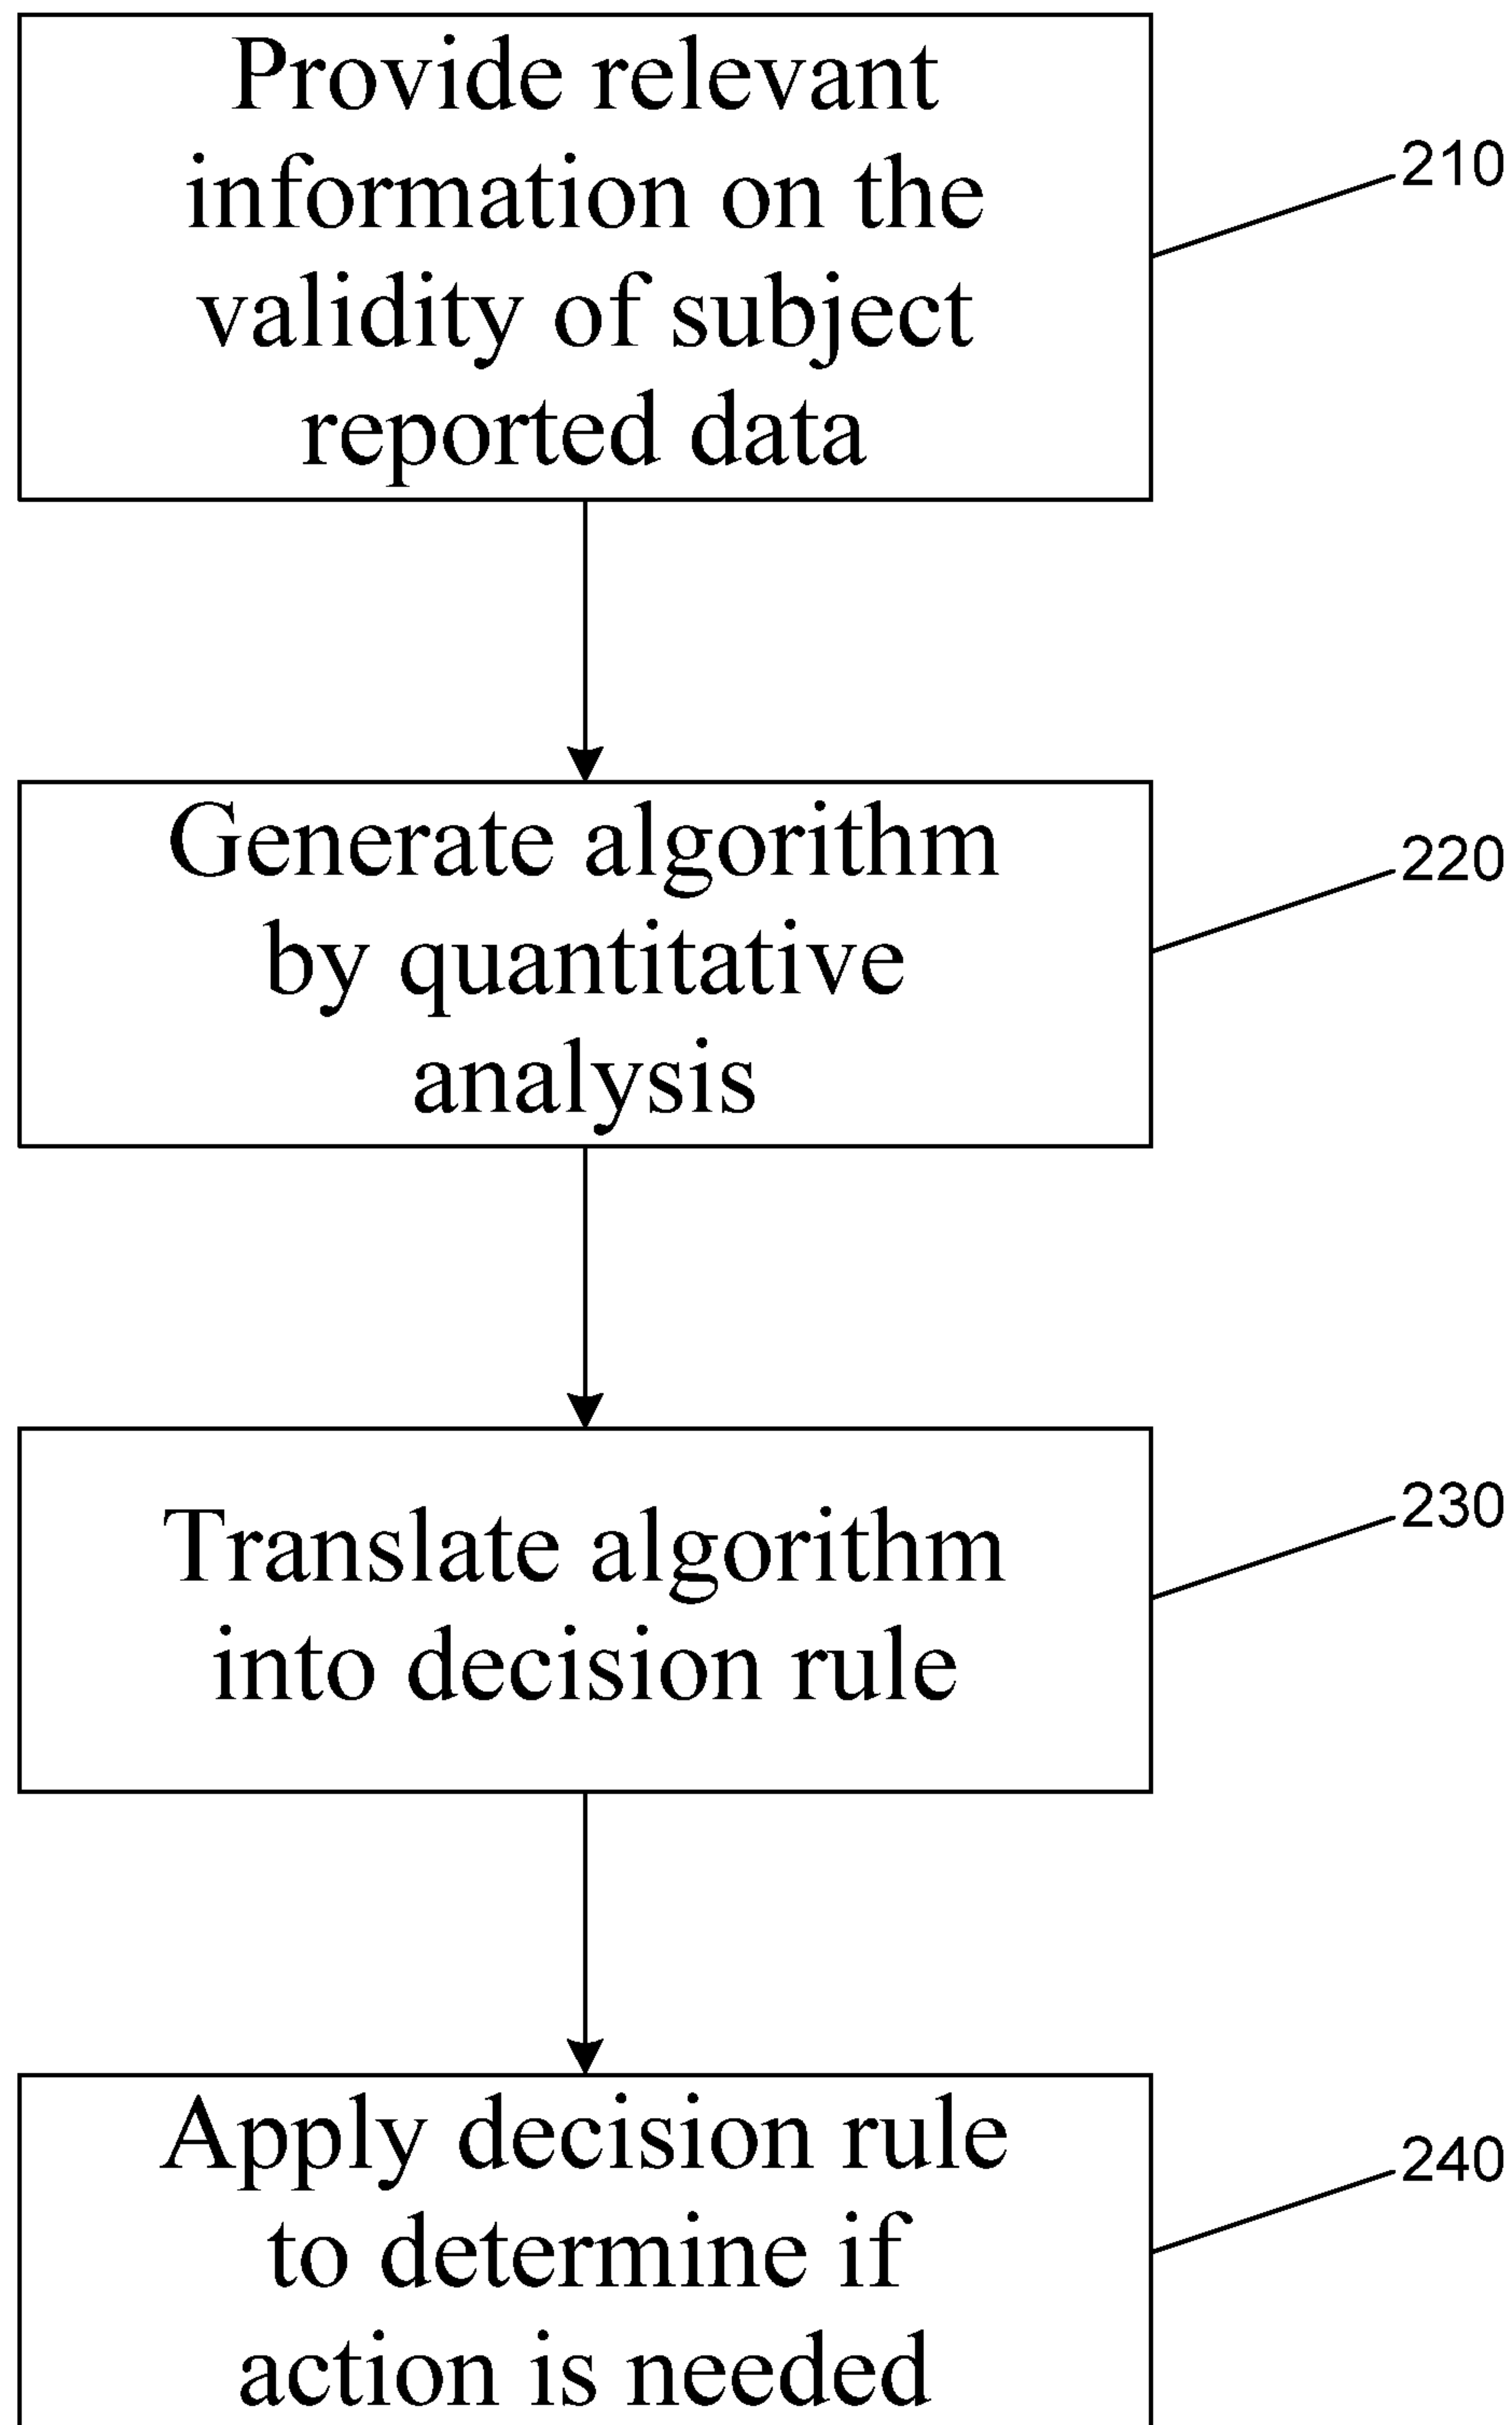 Provide relevant
information on the
validity of subject
reported data
210
Generate algorithm
by quantitative
analysis
220
Translate algorithm
into decision rule
230
Apply decision rule
to determine if
action is needed
240